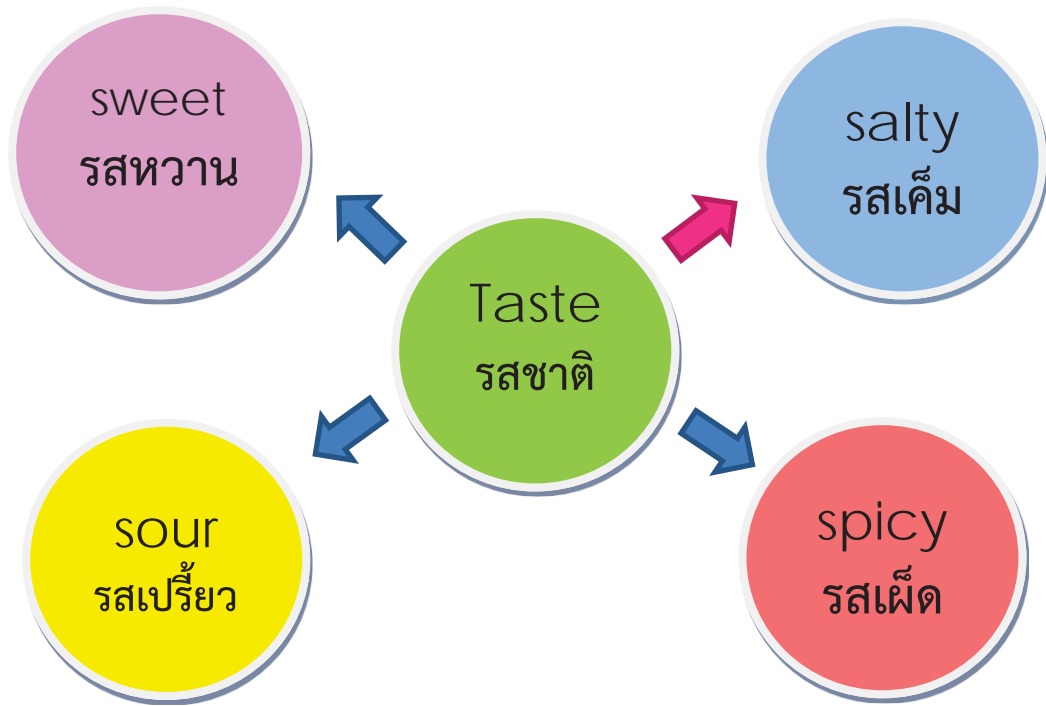 sweet
รสหวาน
salty
รสเค็ม
Taste
รสชาติ
sour
รสเปรี้ยว
spicy
รสเผ็ด